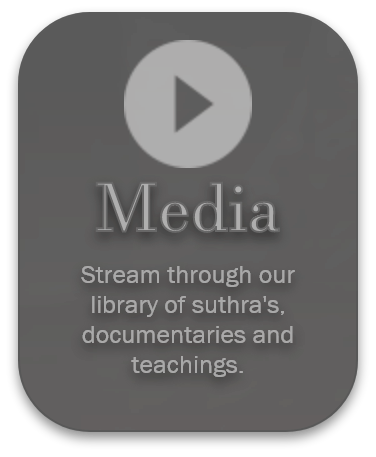 Media
Stream through our
library of suthra's,
documentaries and
teachings.